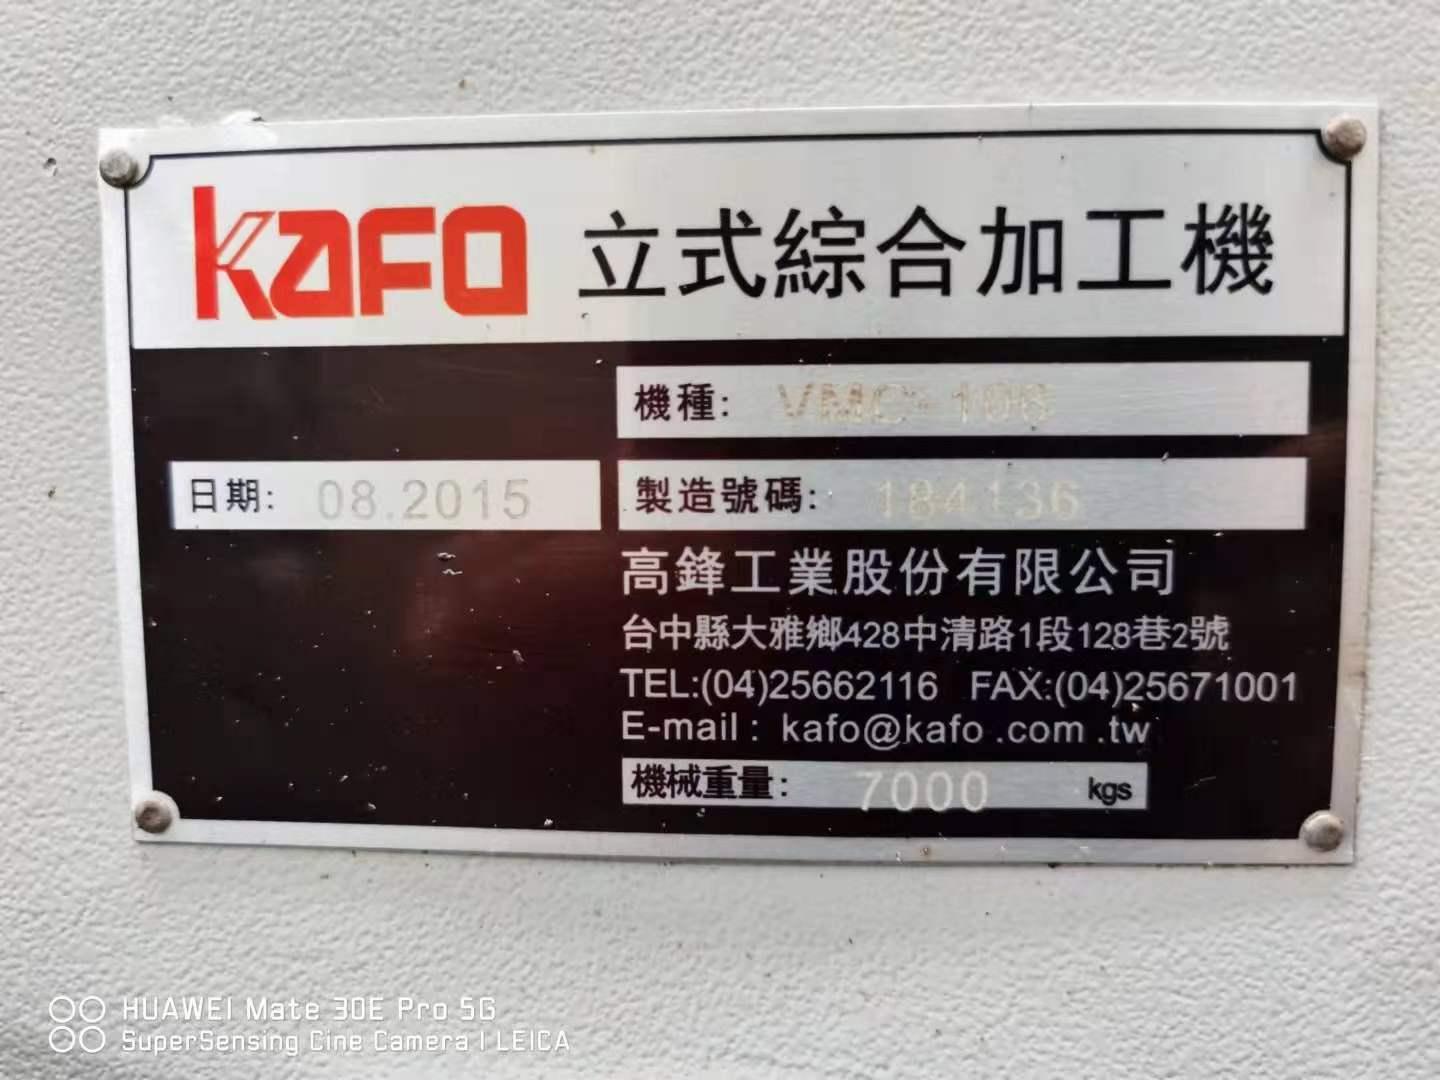 KAFO 立式綜合加工機
機種: VMC-108
日期: 08.2015 製造號碼: 184136
高鋒工業股份有限公司
台中縣大雅鄉428中清路1段128巷2號
TEL:(04)25662116 FAX:(04)25671001
E-mail : kafo@kafo .com .tw
機械重量: 7000 kgs
HUAWEI Mate 30E Pro 5G
SuperSensing Cine Camera | LEICA